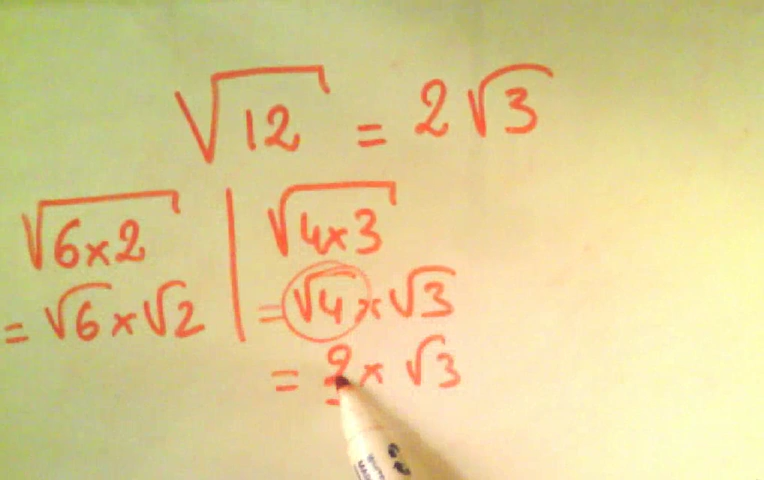 √12 = 2√3
√6×2
= √6×√2
√4×3
= √4×√3
= 2× √3